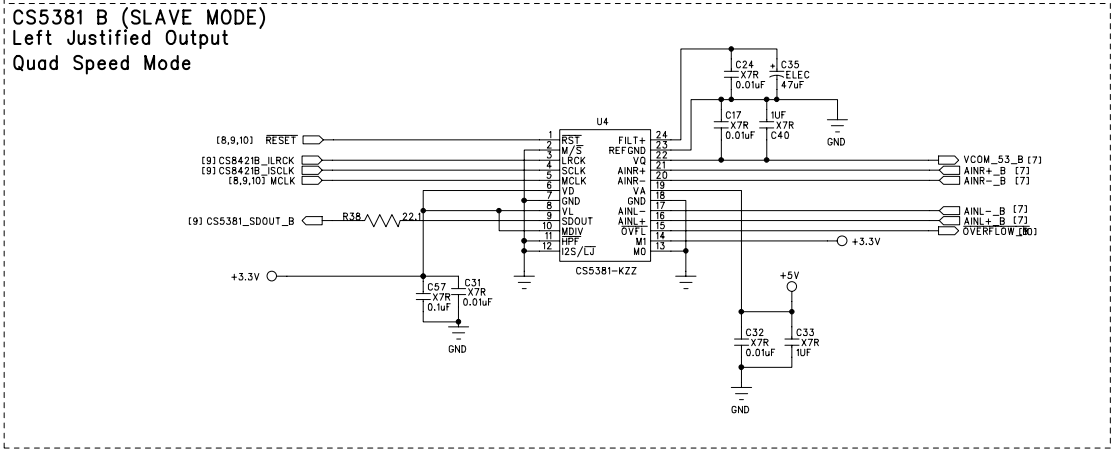 CS5381 B (SLAVE MODE)
Left Justified Output
Quad Speed Mode
C24
X7R
0.01uF
+ C35
ELEC
47uF
C17
X7R
0.01uF
1UF
X7R
C40
GND
U4
[8,9,10] RESET
[9] CS8421B_ILRCK
[9] CS8421B_ISCLK
[8,9,10] MCLK
[9] CS5381_SDOUT_B
R38
22.1
1 RST
2 M/S
3 LRCK
4 SCLK
5 MCLK
6 VD
7 GND
8 VL
9 SDOUT
10 MDIV
11 HPF
12 I2S/LJ
24 FILT+
23 REFGND
22 VQ
21 AINR+
20 AINR-
19 VA
18 GND
17 AINL-
16 AINL+
15 OVFL
14 M1
13 M0
CS5381-KZZ
VCOM_53_B [7]
AINR+_B [7]
AINR-_B [7]
AINL-_B [7]
AINL+_B [7]
+3.3V
+3.3V
C57
X7R
0.1uF
C31
X7R
0.01uF
GND
+5V
C32
X7R
0.01uF
C33
X7R
1UF
GND